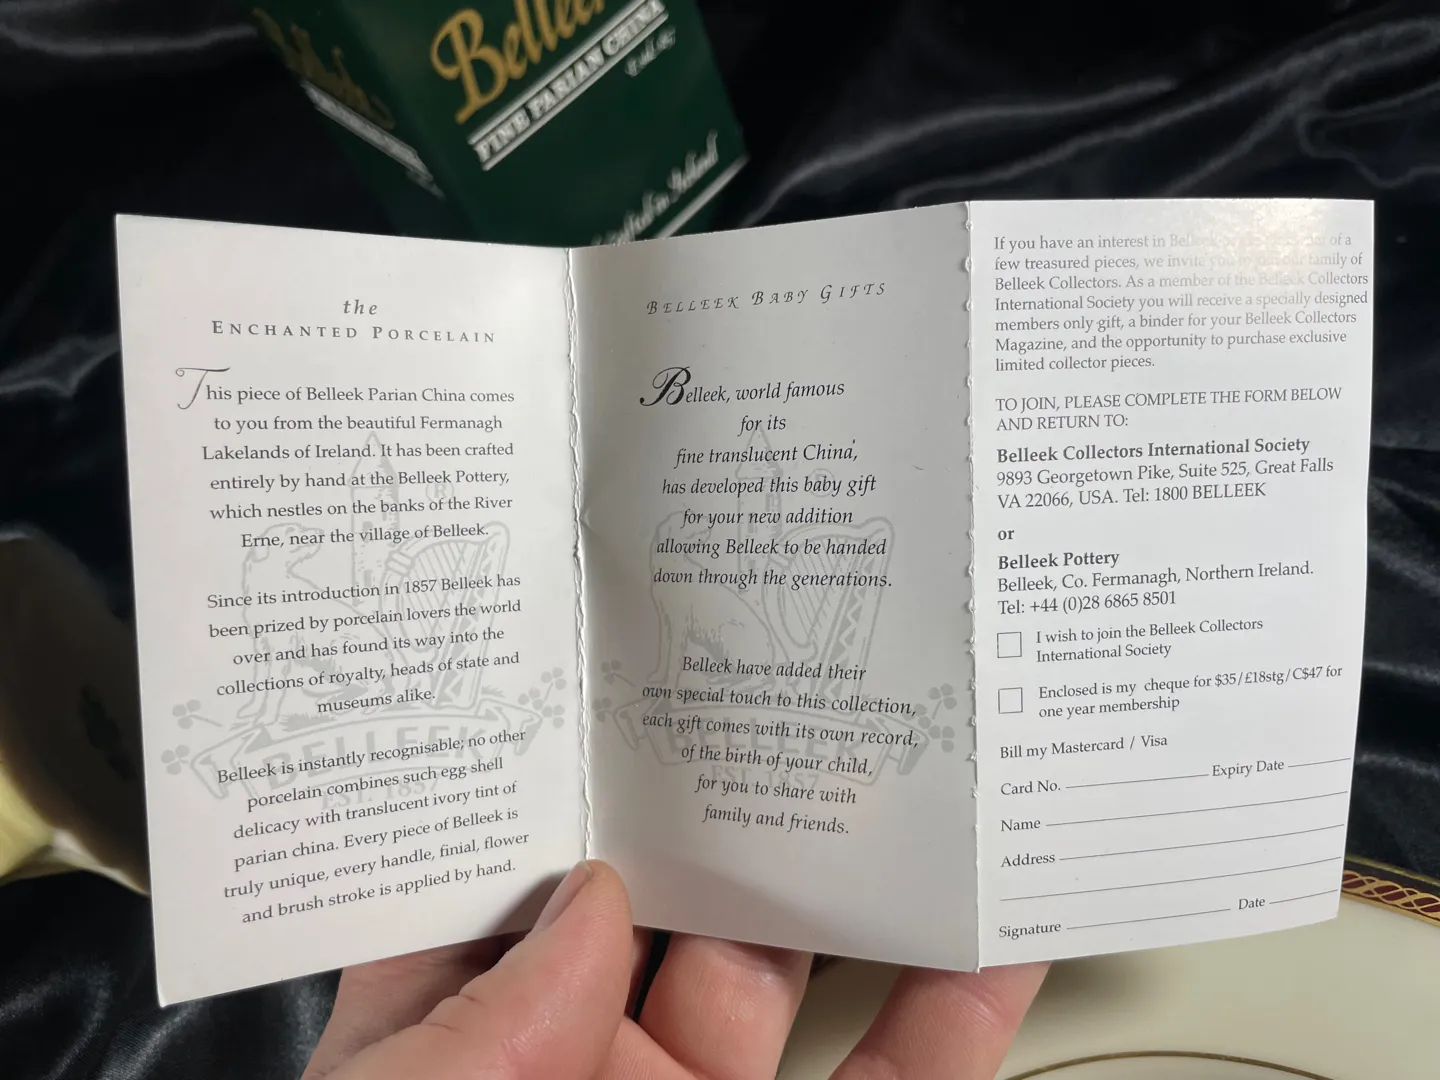 Belleek
FINE PARIAN CHINA
the
ENCHANTED PORCELAIN
This piece of Belleek Parian China comes
to you from the beautiful Fermanagh
Lakelands of Ireland. It has been crafted
entirely by hand at the Belleek Pottery,
which nestles on the banks of the River
Erne, near the village of Belleek.
Since its introduction in 1857 Belleek has
been prized by porcelain lovers the world
over and has found its way into the
collections of royalty, heads of state and
museums alike.
Belleek is instantly recognisable; no other
porcelain combines such egg shell
delicacy with translucent ivory tint of
parian china. Every piece of Belleek is
truly unique, every handle, finial, flower
and brush stroke is applied by hand.
®
BELLEEK
EST. 1857
BELLEEK BABY GIFTS
Belleek, world famous
for its
fine translucent China,
has developed this baby gift
for your new addition
allowing Belleek to be handed
down through the generations.
Belleek have added their
own special touch to this collection,
each gift comes with its own record,
of the birth of your child,
for you to share with
family and friends.
®
BELLEEK
EST. 1857
If you have an interest in Belleek of a
few treasured pieces, we invite you to join our family of
Belleek Collectors. As a member of the Belleek Collectors
International Society you will receive a specially designed
members only gift, a binder for your Belleek Collectors
Magazine, and the opportunity to purchase exclusive
limited collector pieces.
TO JOIN, PLEASE COMPLETE THE FORM BELOW
AND RETURN TO:
Belleek Collectors International Society
9893 Georgetown Pike, Suite 525, Great Falls
VA 22066, USA. Tel: 1800 BELLEEK
or
Belleek Pottery
Belleek, Co. Fermanagh, Northern Ireland.
Tel: +44 (0)28 6865 8501
I wish to join the Belleek Collectors
International Society
Enclosed is my cheque for $35/£18stg/C$47 for
one year membership
Bill my Mastercard / Visa
Card No. Expiry Date
Name
Address
Signature Date